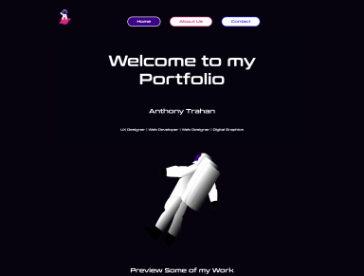 Home
About Us
Contact
Welcome to my
Portfolio
Anthony Trahan
UX Designer | Web Developer | Web Designer | Digital Graphics
Preview Some of my Work